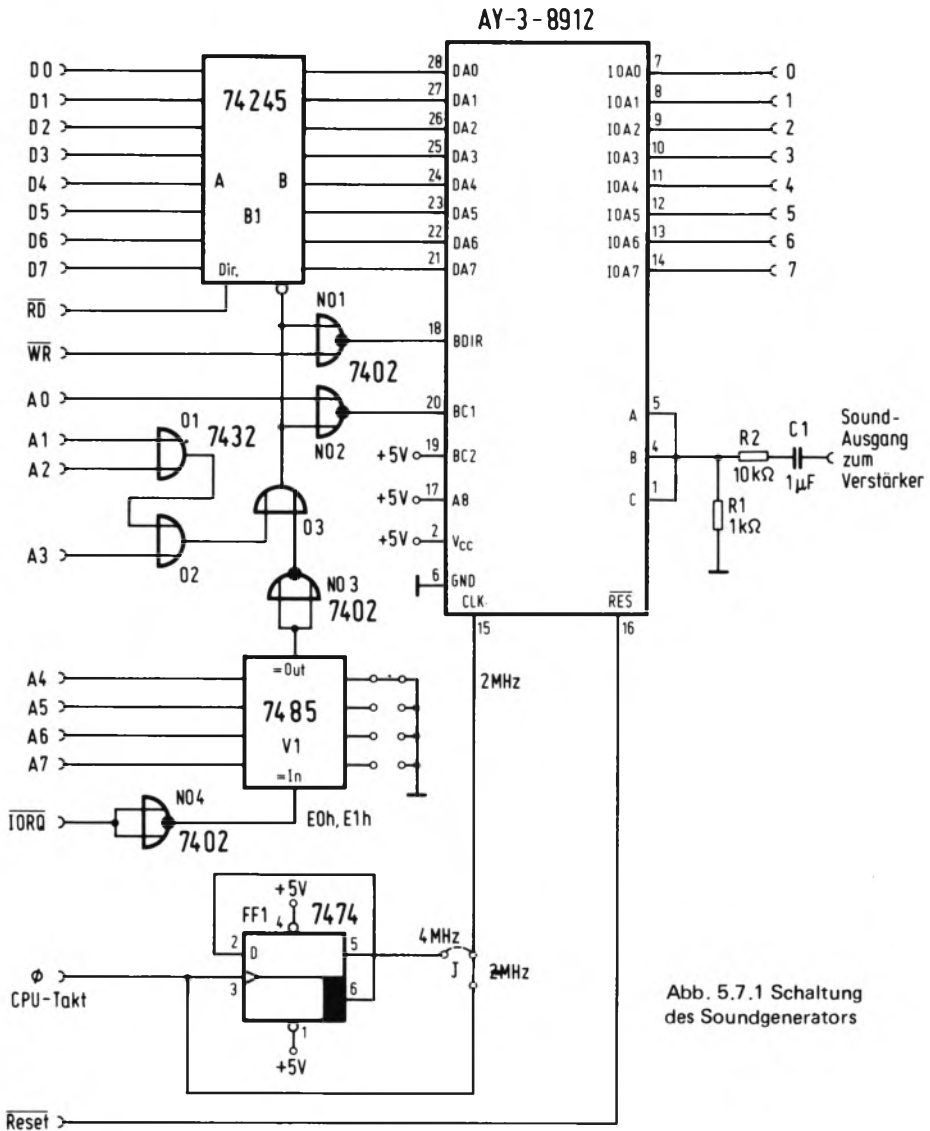 AY-3-8912
D0
D1
D2
D3
D4
D5
D6
D7
RD
WR
A0
A1
A2
A3
A4
A5
A6
A7
IORQ
Ø
CPU-Takt
Reset
74245
A B
B1
Dir.
NO1
7402
NO2
O1
7432
O2
O3
NO3
7402
=Out
7485
V1
=In
E0h, E1h
NO4
7402
+5V
FF1 4 7474
2 D 5
3 6
1
+5V
4MHz
J 2MHz
2MHz
28 DA0
27 DA1
26 DA2
25 DA3
24 DA4
23 DA5
22 DA6
21 DA7
18 BDIR
20 BC1
+5V 19 BC2
+5V 17 A8
+5V 2 VCC
6 GND
CLK
15
RES
16
IOA0 7 0
IOA1 8 1
IOA2 9 2
IOA3 10 3
IOA4 11 4
IOA5 12 5
IOA6 13 6
IOA7 14 7
A 5
B 4
C 1
R2
10kΩ
C1
1µF
R1
1kΩ
Sound-
Ausgang
zum
Verstärker
Abb. 5.7.1 Schaltung
des Soundgenerators